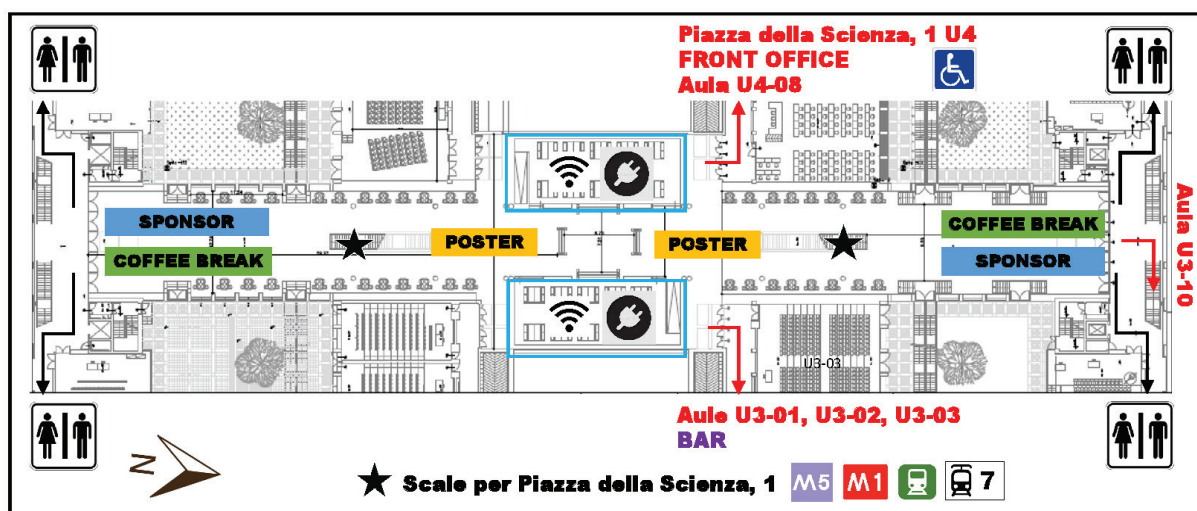 Piazza della Scienza, 1 U4
FRONT OFFICE
Aula U4-08
SPONSOR
COFFEE BREAK
POSTER
POSTER
COFFEE BREAK
SPONSOR
Aula U3-10
U3-03
Aule U3-01, U3-02, U3-03
BAR
N
Scale per Piazza della Scienza, 1
M5
M1
7